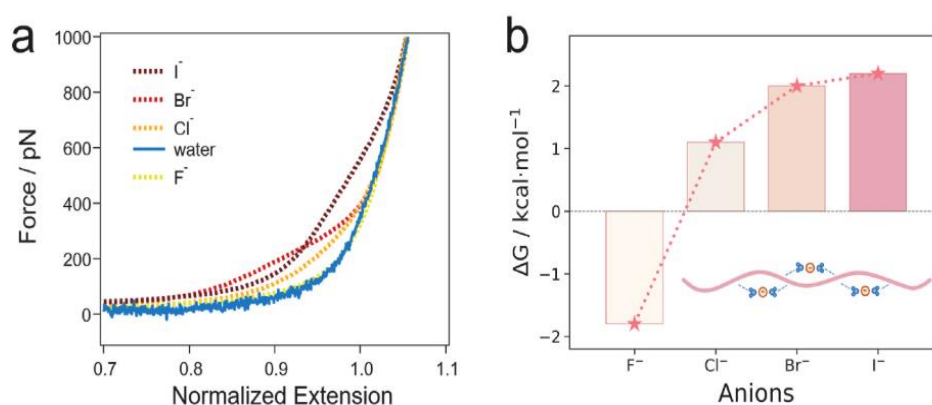 a
1000
800
600
400
200
0
Force / pN
I⁻
Br⁻
Cl⁻
water
F⁻
0.7 0.8 0.9 1.0 1.1
Normalized Extension
b
2
1
0
−1
−2
ΔG / kcal·mol⁻¹
F⁻ Cl⁻ Br⁻ I⁻
Anions